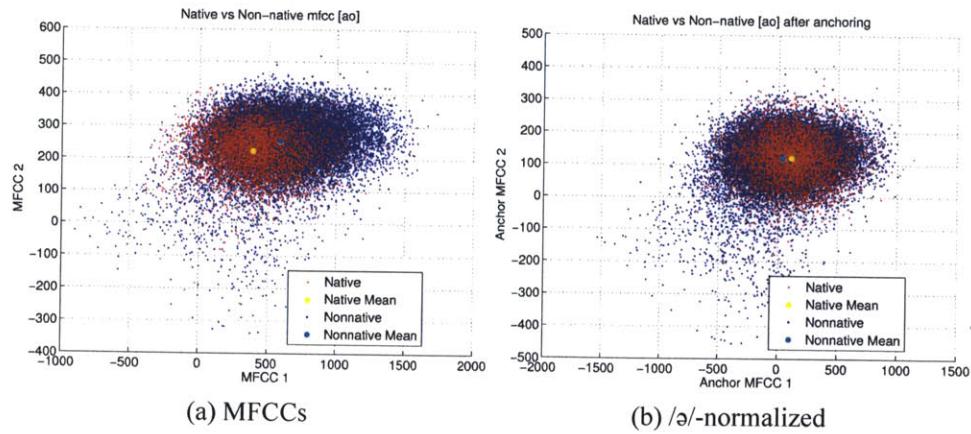 Native vs Non-native mfcc [ao]
600
500
400
300
200
100
0
−100
−200
−300
−400
MFCC 2
−1000 −500 0 500 1000 1500 2000
MFCC 1
Native
Native Mean
Nonnative
Nonnative Mean
(a) MFCCs
Native vs Non-native [ao] after anchoring
500
400
300
200
100
0
−100
−200
−300
−400
−500
Anchor MFCC 2
−2000 −1500 −1000 −500 0 500 1000 1500
Anchor MFCC 1
Native
Native Mean
Nonnative
Nonnative Mean
(b) /ə/-normalized